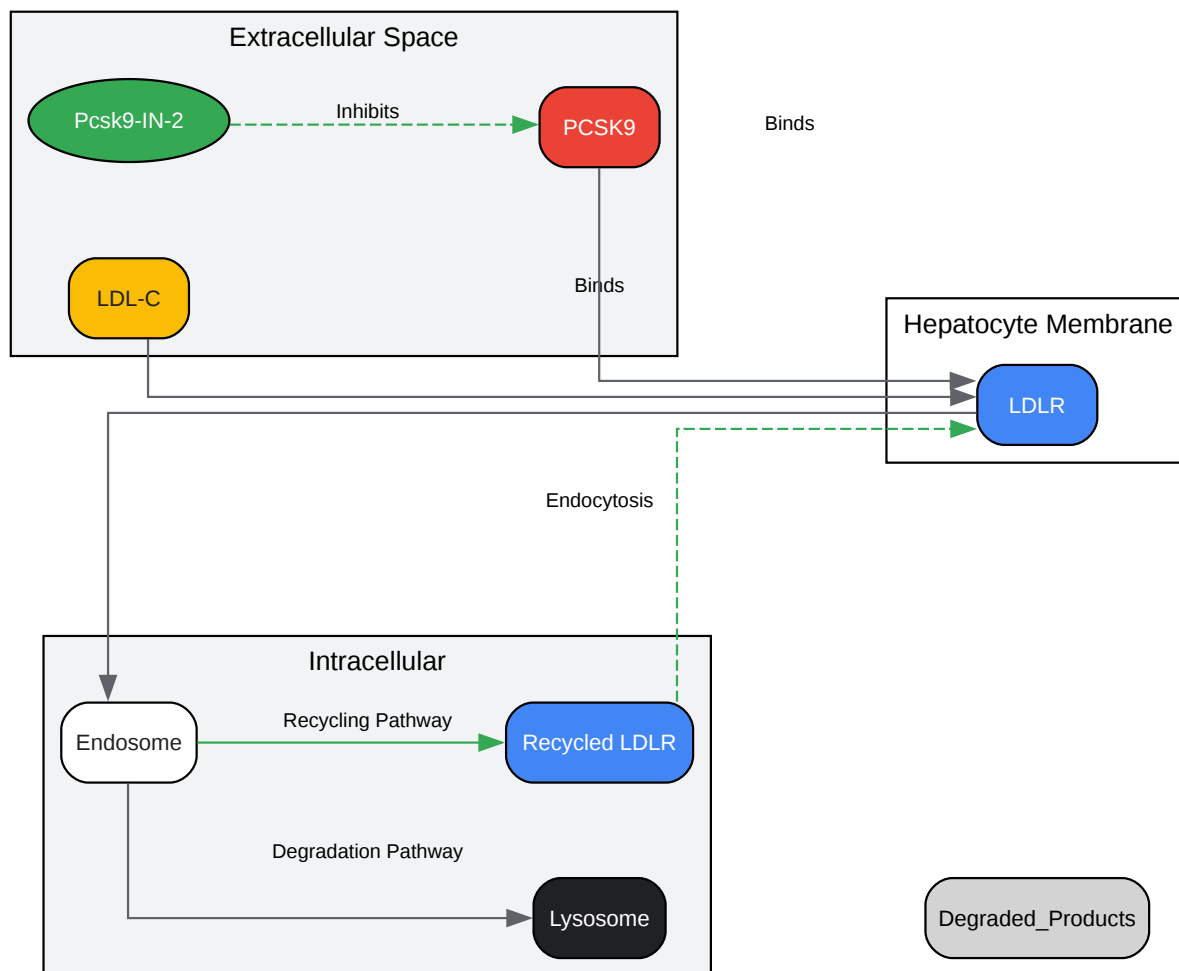 Extracellular Space
Pcsk9-IN-2
Inhibits
PCSK9
Binds
LDL-C
Binds
Hepatocyte Membrane
LDLR
Endocytosis
Intracellular
Endosome
Recycling Pathway
Recycled LDLR
Degradation Pathway
Lysosome
Degraded_Products